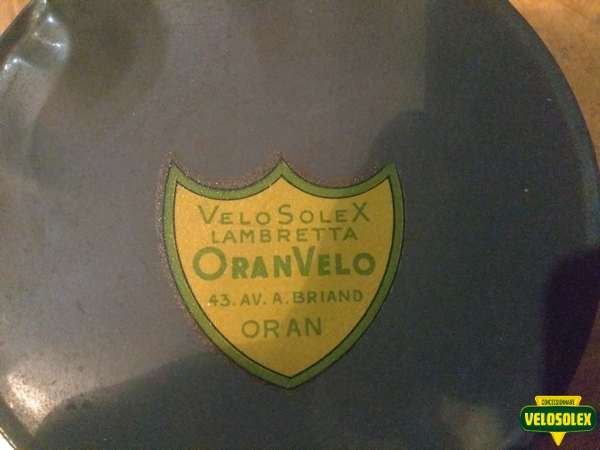 VELOSOLEX
LAMBRETTA
ORANVELO
43. AV. A. BRIAND
ORAN
CONCESSIONNAIRE
VELOSOLEX